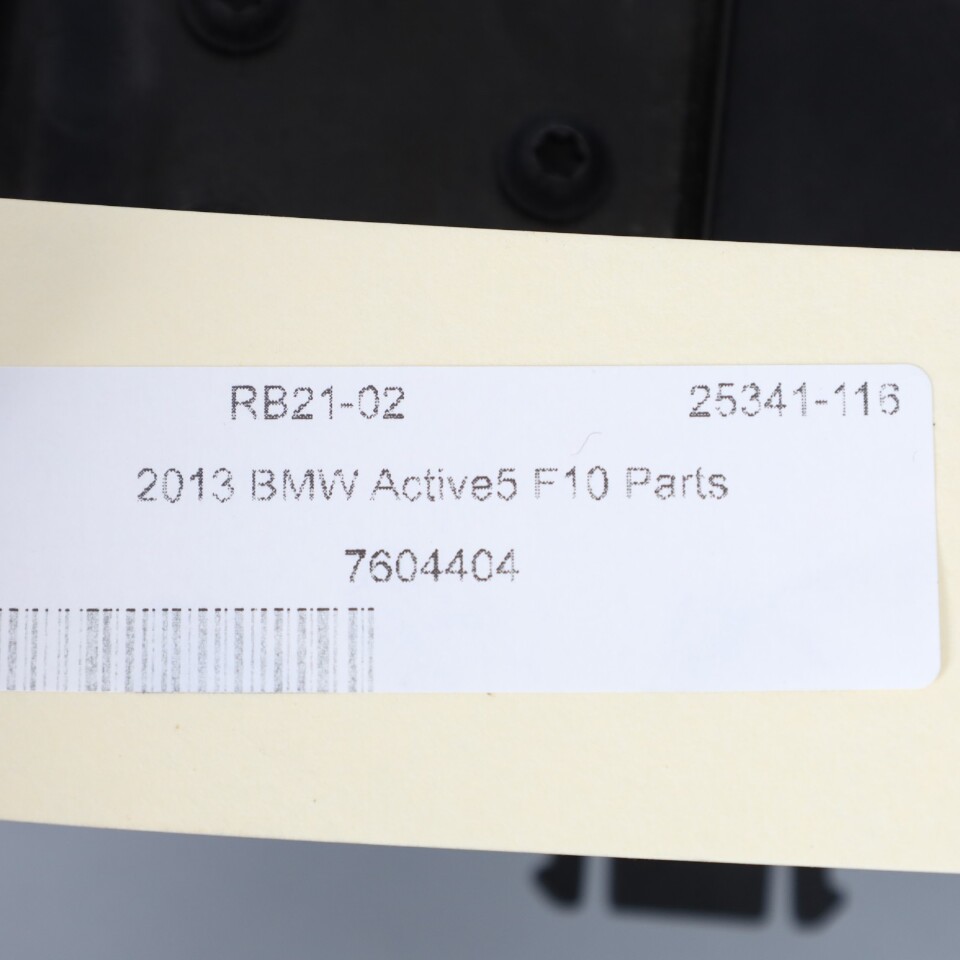 RB21-02 25341-116
2013 BMW Active5 F10 Parts
7604404